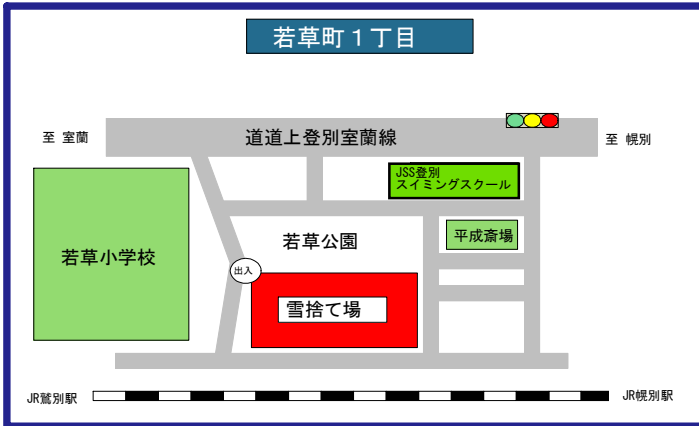 若草町１丁目
至 室蘭
道道上登別室蘭線
至 幌別
JSS登別
スイミングスクール
若草小学校
若草公園
平成斎場
出入
雪捨て場
JR鷲別駅
JR幌別駅